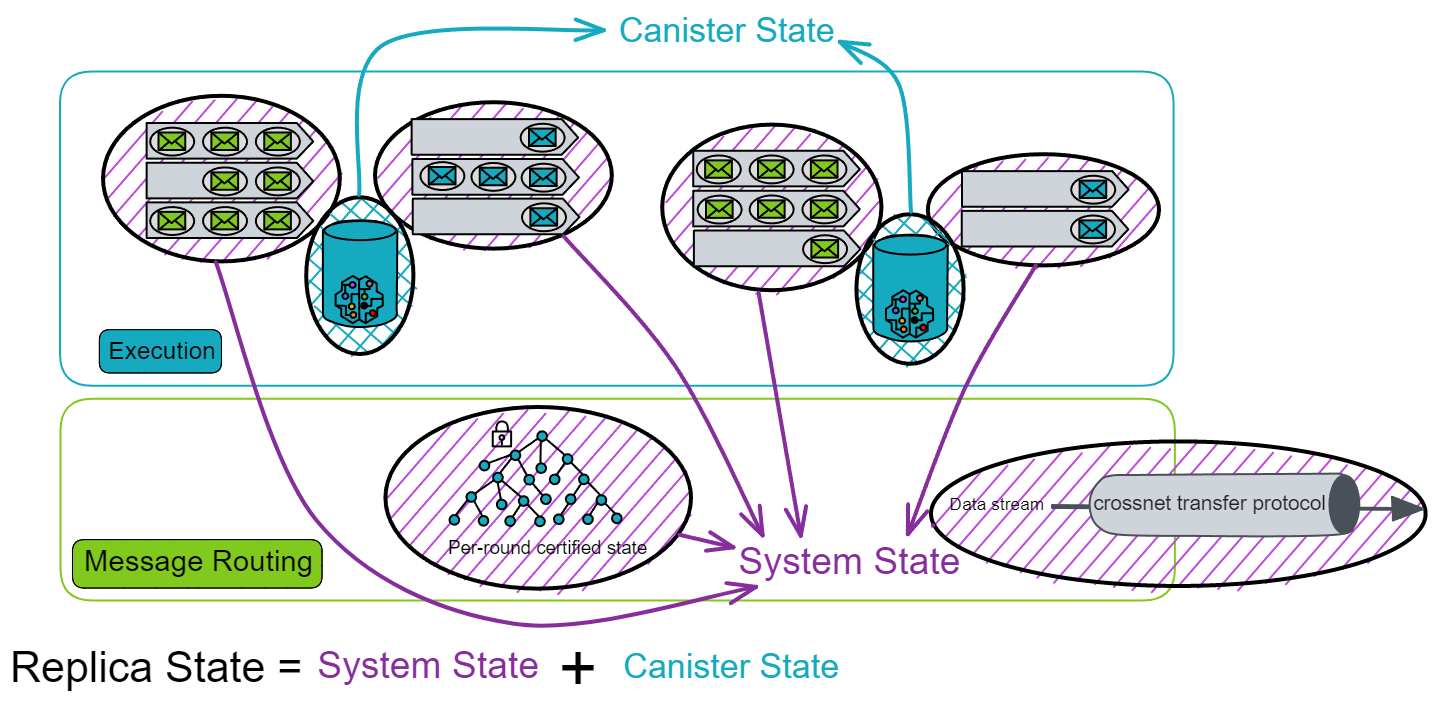 Canister State
Execution
Data stream
crossnet transfer protocol
Per-round certified state
Message Routing
System State
Replica State = System State + Canister State